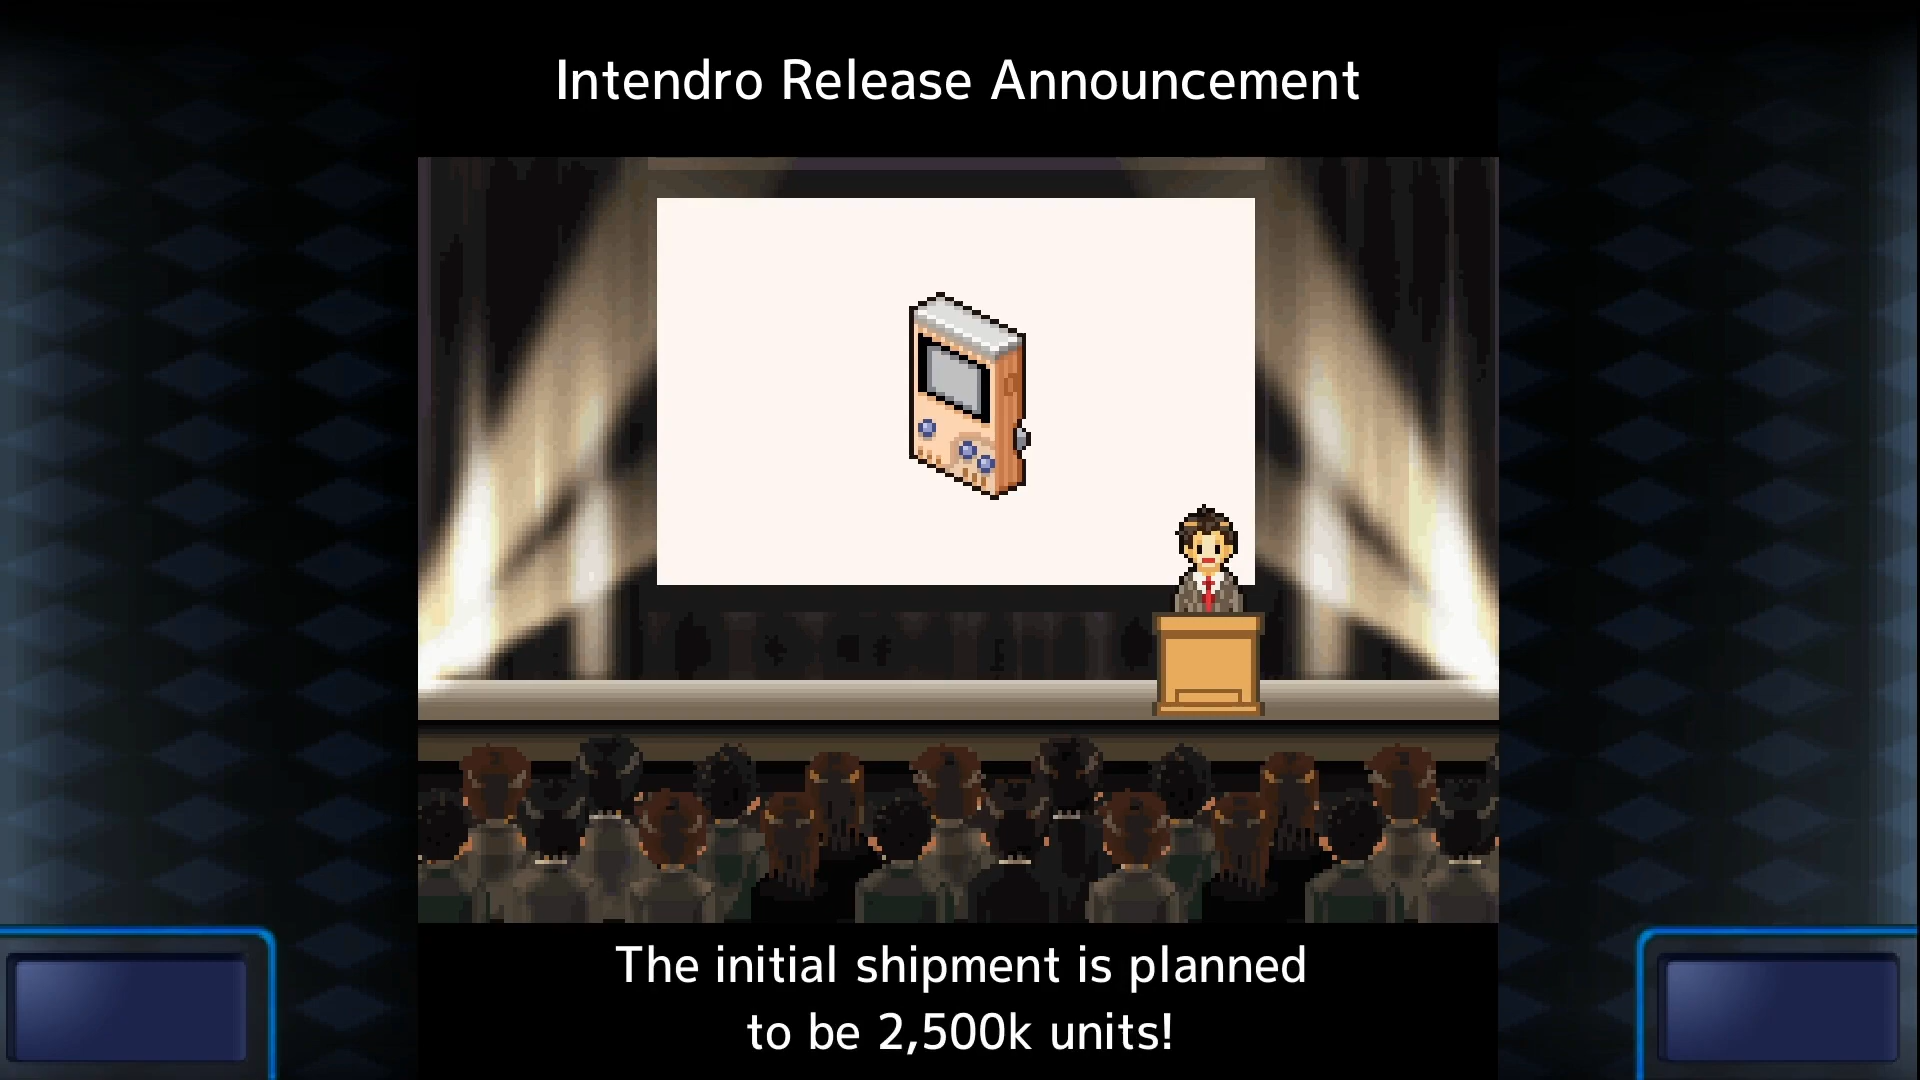 Intendro Release Announcement
The initial shipment is planned
to be 2,500k units!